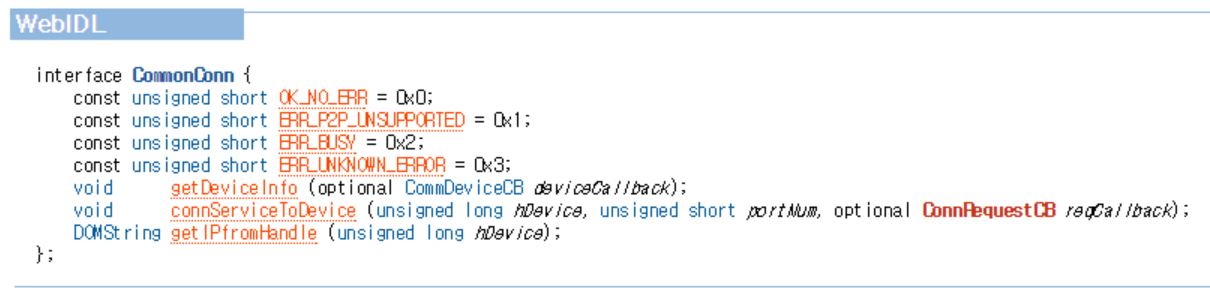 WebIDL
interface CommonConn {
const unsigned short OK_NO_ERR = 0x0;
const unsigned short ERR_P2P_UNSUPPORTED = 0x1;
const unsigned short ERR_BUSY = 0x2;
const unsigned short ERR_UNKNOWN_ERROR = 0x3;
void getDeviceInfo (optional CommDeviceCB deviceCallback);
void connServiceToDevice (unsigned long hDevice, unsigned short portNum, optional ConnRequestCB reqCallback);
DOMString getIPfromHandle (unsigned long hDevice);
};